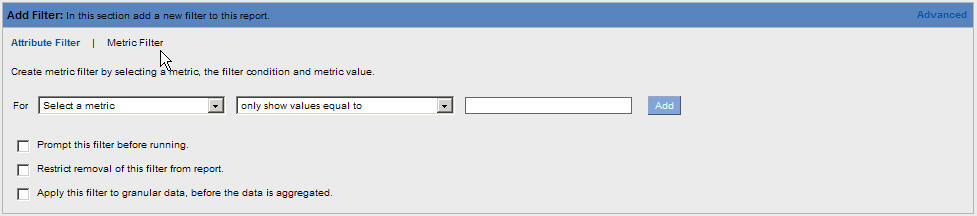 Add Filter: In this section add a new filter to this report. Advanced
Attribute Filter | Metric Filter
Create metric filter by selecting a metric, the filter condition and metric value.
For Select a metric only show values equal to Add
Prompt this filter before running.
Restrict removal of this filter from report.
Apply this filter to granular data, before the data is aggregated.